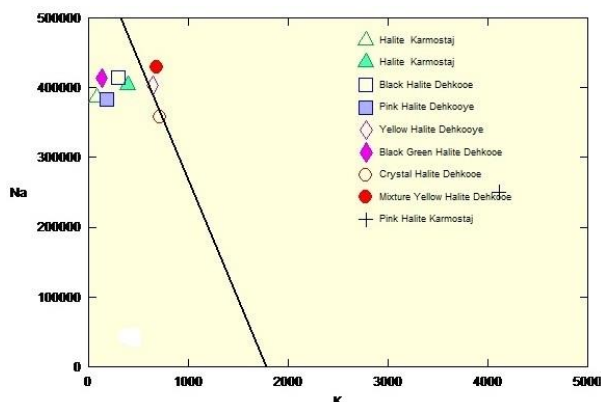 500000
400000
300000
Na
200000
100000
0
0 1000 2000 3000 4000 5000
K
Halite Karmostaj
Halite Karmostaj
Black Halite Dehkooe
Pink Halite Dehkooye
Yellow Halite Dehkooye
Black Green Halite Dehkooe
Crystal Halite Dehkooe
Mixture Yellow Halite Dehkooe
Pink Halite Karmostaj